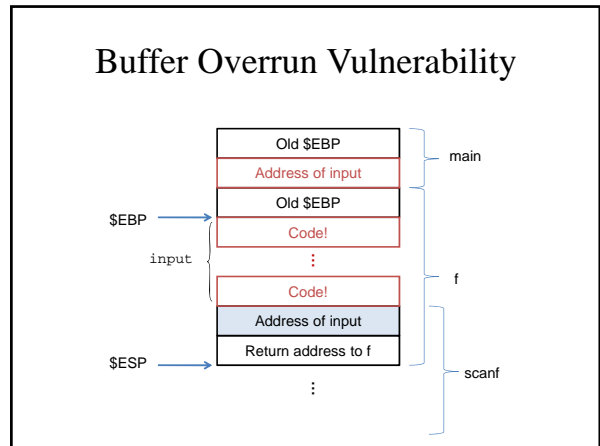 Buffer Overrun Vulnerability
Old $EBP
main
Address of input
Old $EBP
$EBP
Code!
input
⋮
f
Code!
Address of input
Return address to f
$ESP
scanf
⋮